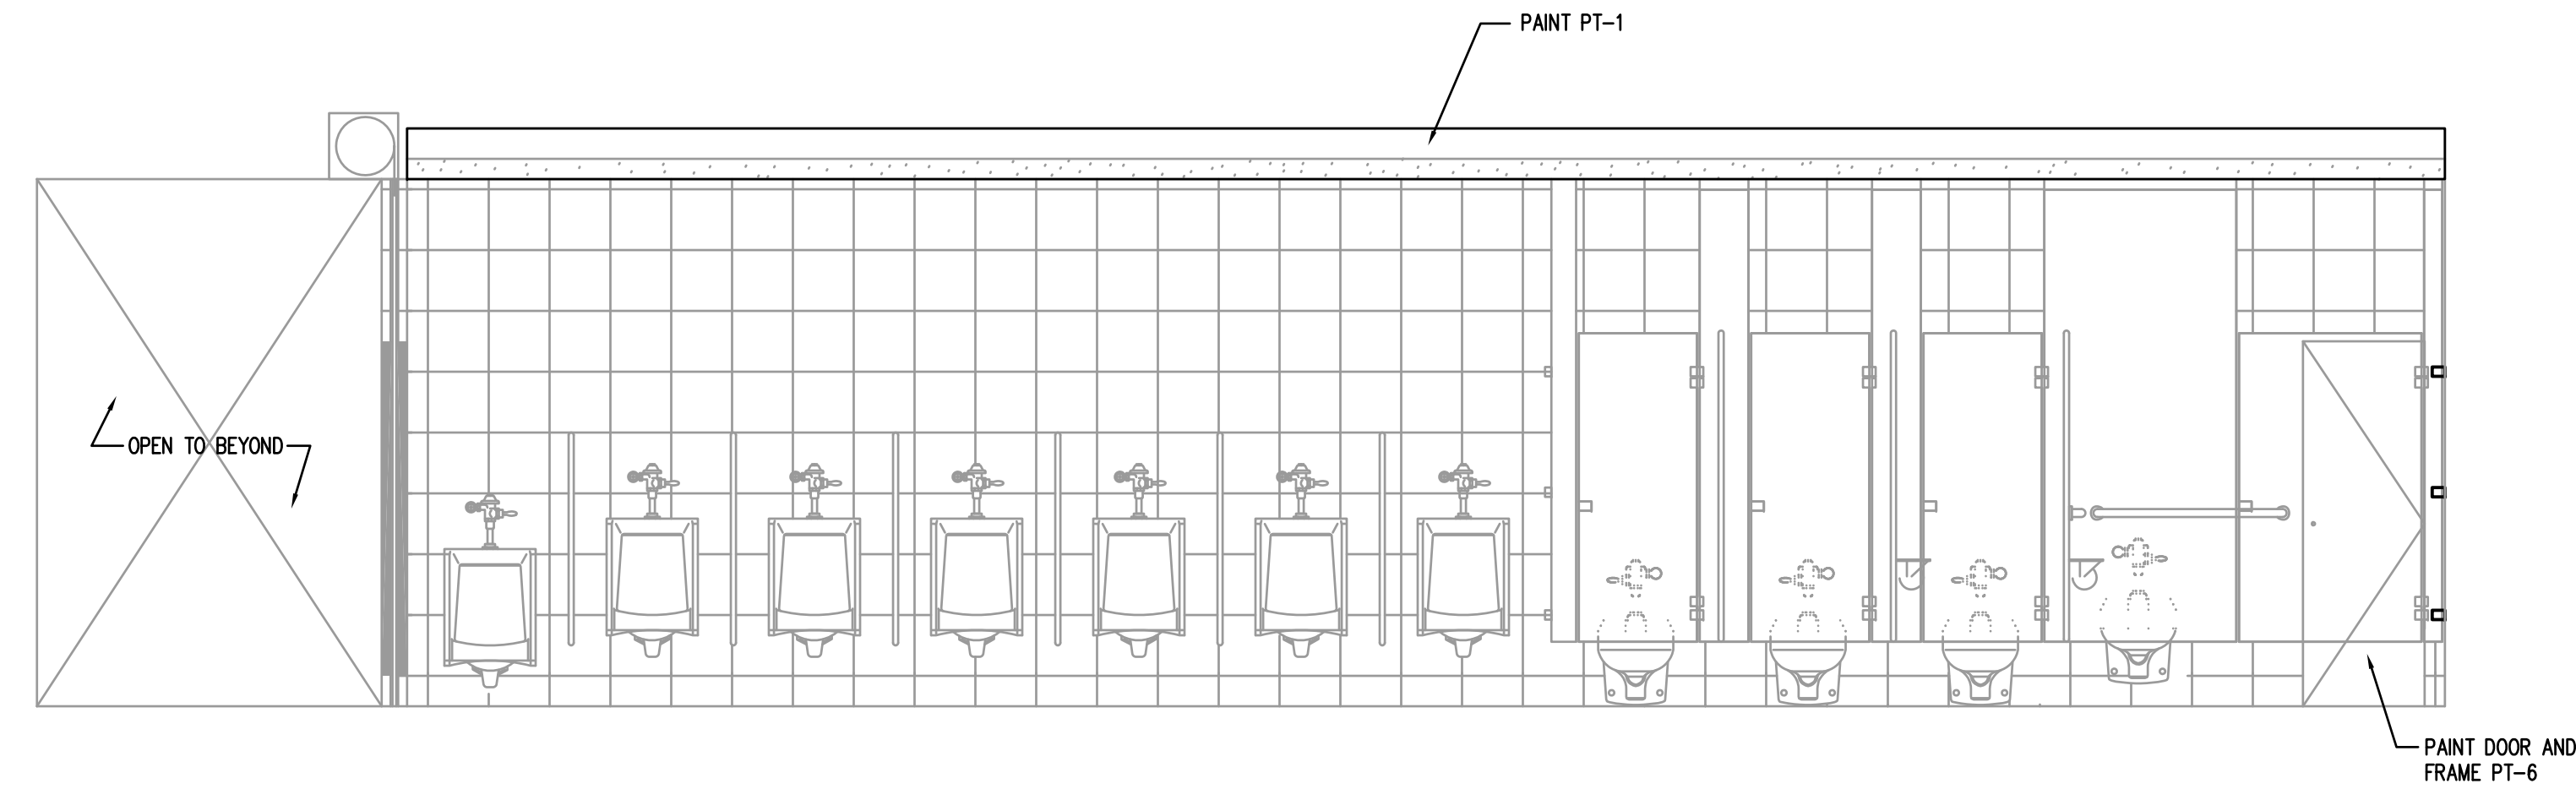 PAINT PT-1
OPEN TO BEYOND
PAINT DOOR AND
FRAME PT-6